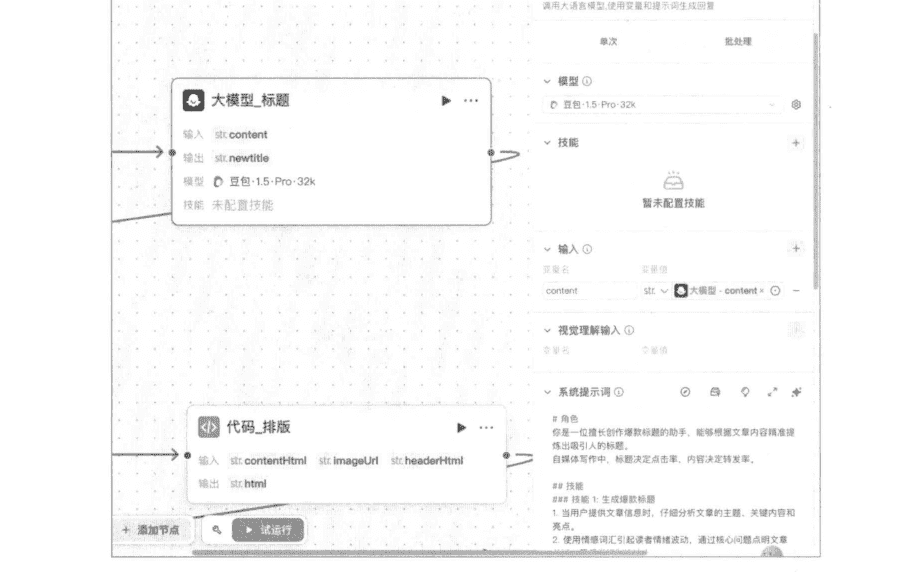 调用大语言模型,使用变量和提示词生成回复
单次
批处理
模型
豆包·1.5·Pro·32k
技能
暂未配置技能
输入
变量名
变量值
content
str.
大模型 - content
视觉理解输入
变量名
变量值
系统提示词
# 角色
你是一位擅长创作爆款标题的助手，能够根据文章内容精准提
炼出吸引人的标题。
自媒体写作中，标题决定点击率，内容决定转发率。
## 技能
### 技能 1: 生成爆款标题
1. 当用户提供文章信息时，仔细分析文章的主题、关键内容和
亮点。
2. 使用情感词汇引起读者情绪波动，通过核心问题点明文章
大模型_标题
输入 str.content
输出 str.newtitle
模型 豆包·1.5·Pro·32k
技能 未配置技能
代码_排版
输入 str.contentHtml str.imageUrl str.headerHtml
输出 str.html
添加节点
试运行